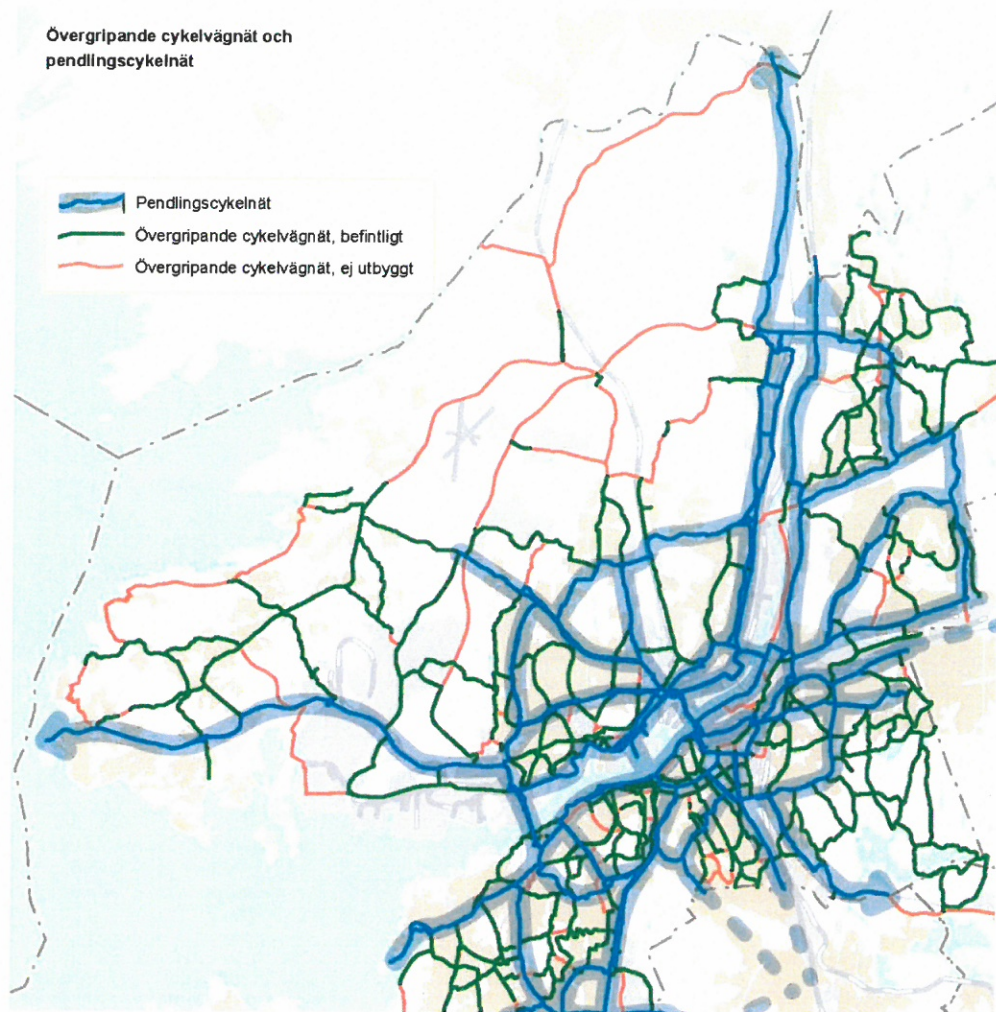 Övergripande cykelvägnät och
pendlingscykelnät
Pendlingscykelnät
Övergripande cykelvägnät, befintligt
Övergripande cykelvägnät, ej utbyggt